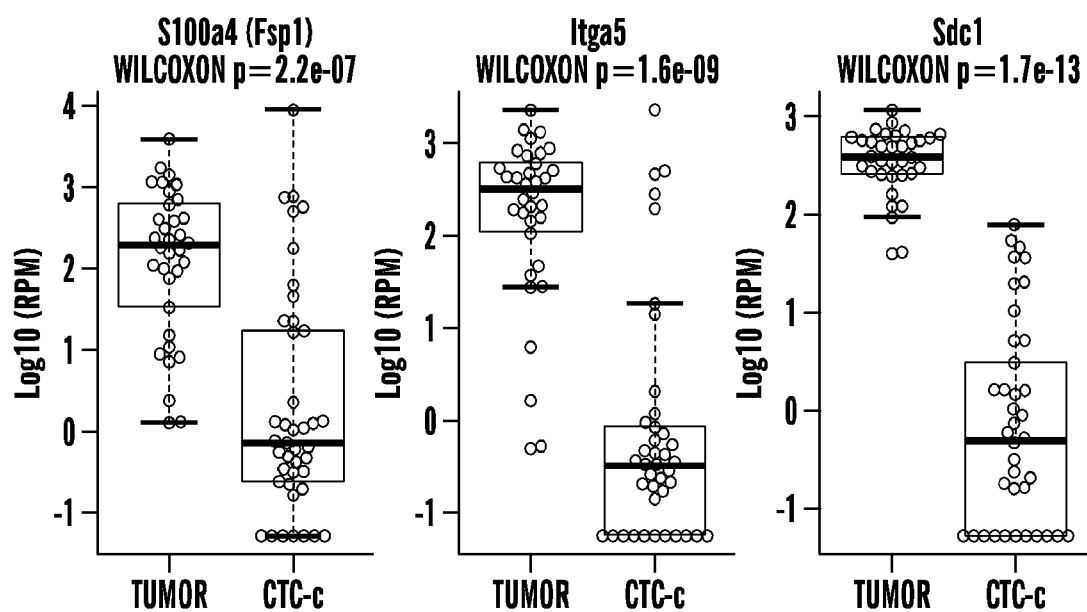 S100a4 (Fsp1)
WILCOXON p=2.2e-07
Log10 (RPM)
4
3
2
1
0
-1
TUMOR
CTC-c
Itga5
WILCOXON p=1.6e-09
Log10 (RPM)
3
2
1
0
-1
TUMOR
CTC-c
Sdc1
WILCOXON p=1.7e-13
Log10 (RPM)
3
2
1
0
-1
TUMOR
CTC-c